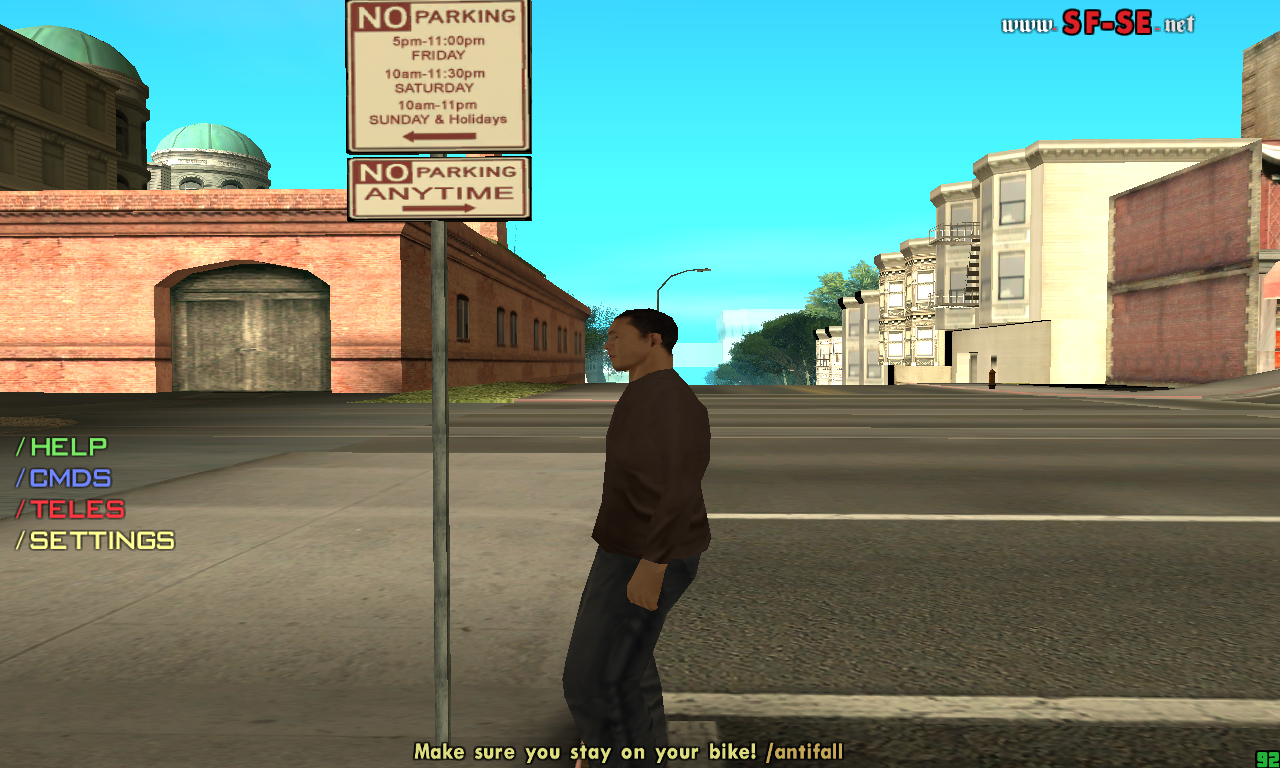 NO PARKING
5pm-11:00pm
FRIDAY
10am-11:30pm
SATURDAY
10am-11pm
SUNDAY & Holidays
NO PARKING
ANYTIME
www.SF-SE.net
/HELP
/CMDS
/TELES
/SETTINGS
Make sure you stay on your bike! /antifall
92